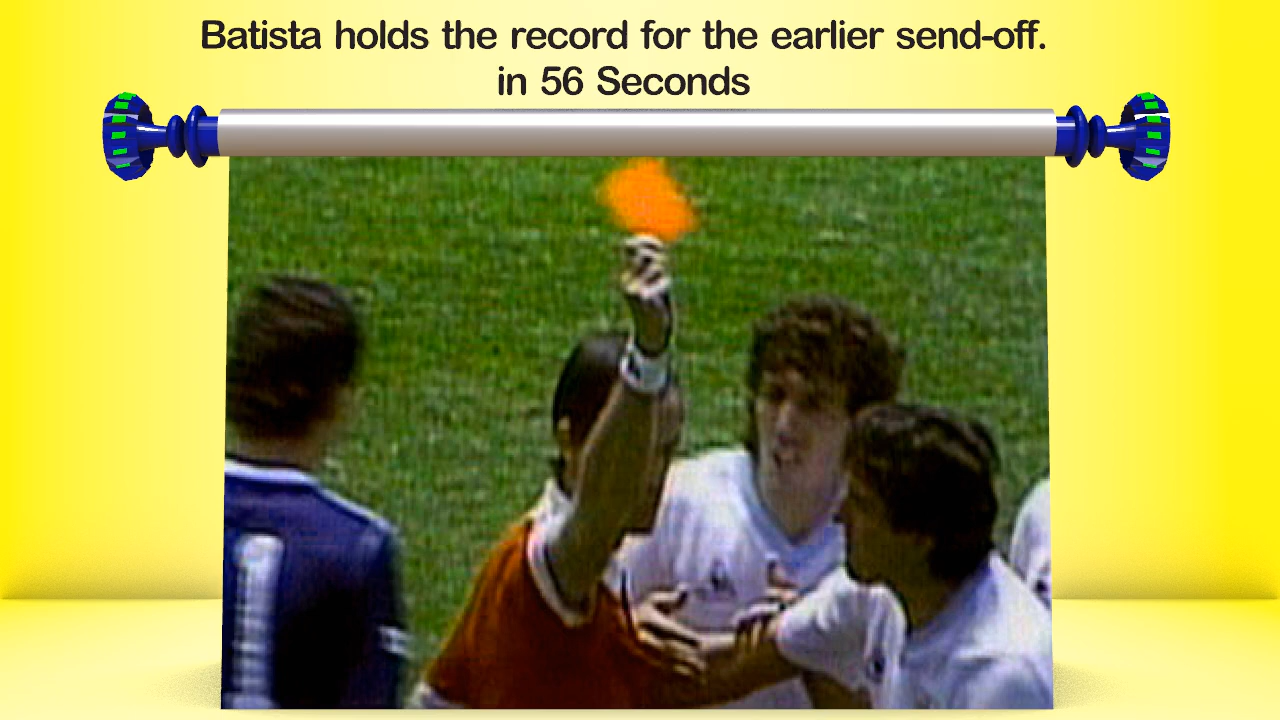 Batista holds the record for the earlier send-off.
in 56 Seconds